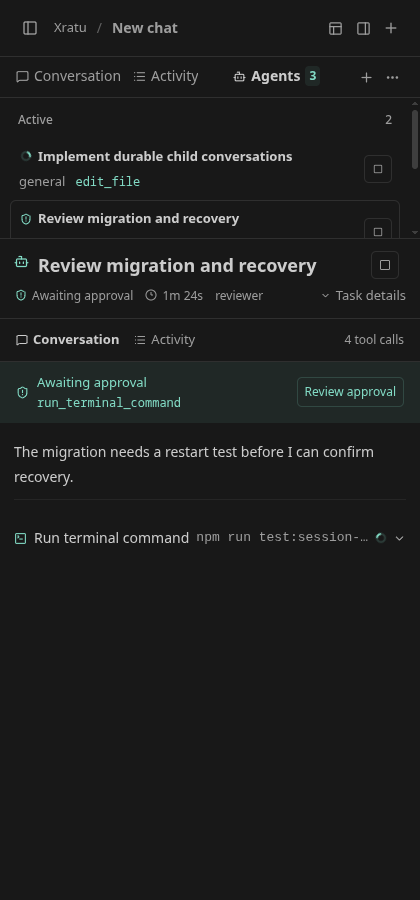 Xratu / New chat
Conversation Activity Agents 3
Active 2
Implement durable child conversations
general edit_file
Review migration and recovery
Review migration and recovery
Awaiting approval 1m 24s reviewer Task details
Conversation Activity 4 tool calls
Awaiting approval
run_terminal_command
Review approval
The migration needs a restart test before I can confirm
recovery.
Run terminal command npm run test:session-…